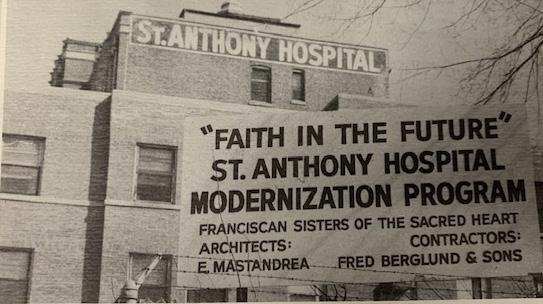 ST. ANTHONY HOSPITAL
"FAITH IN THE FUTURE"
ST. ANTHONY HOSPITAL
MODERNIZATION PROGRAM
FRANCISCAN SISTERS OF THE SACRED HEART
ARCHITECTS: CONTRACTORS:
E. MASTANDREA FRED BERGLUND & SONS